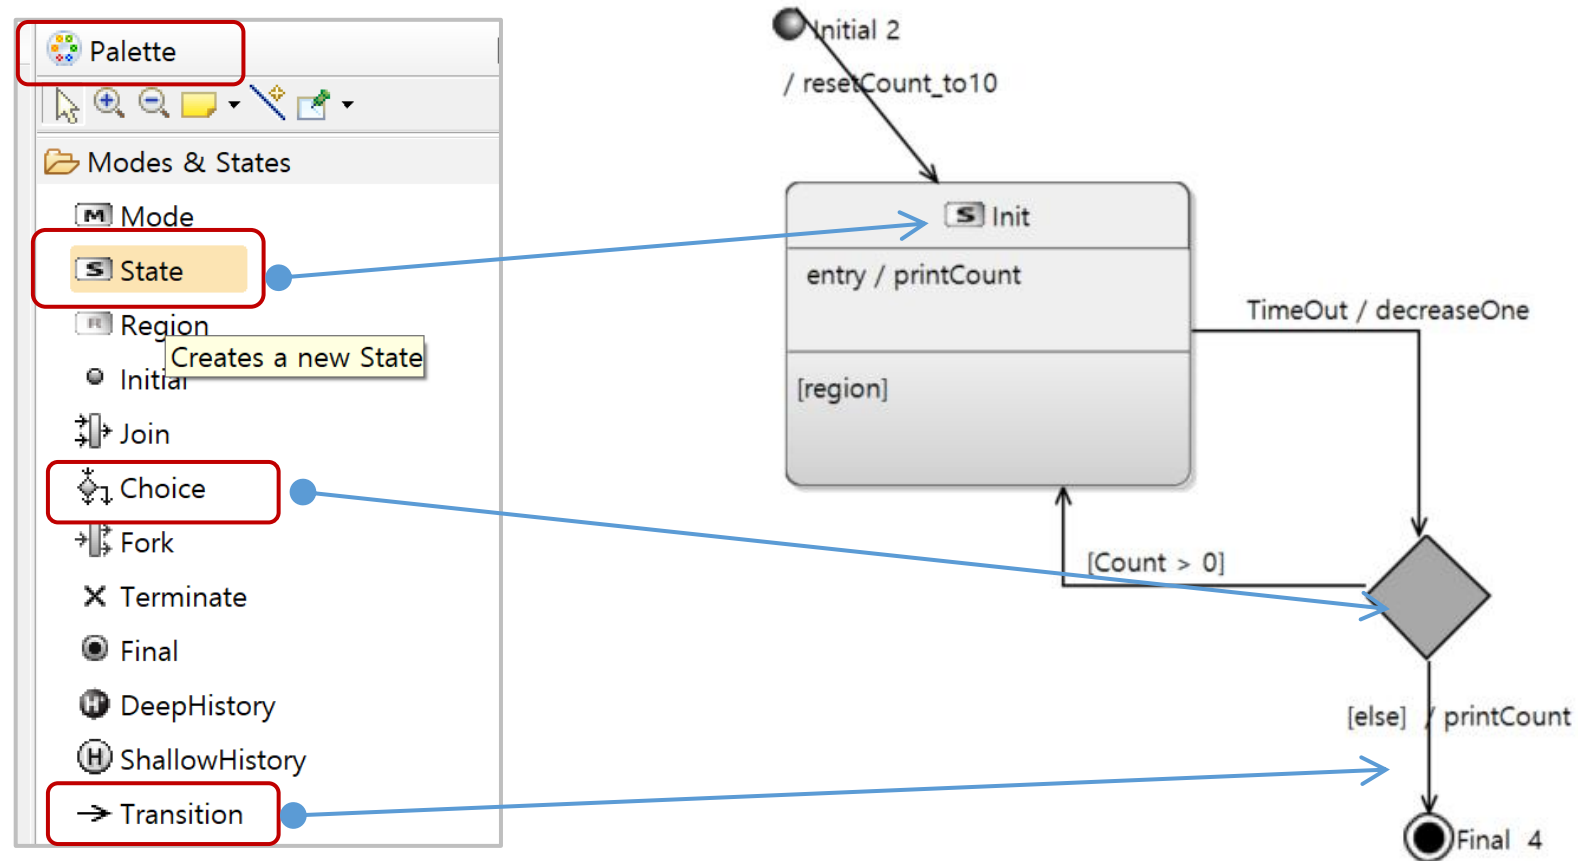 Palette
Modes & States
Mode
State
Region
Creates a new State
Initial
Join
Choice
Fork
Terminate
Final
DeepHistory
ShallowHistory
Transition
Initial 2
/ resetCount_to10
Init
entry / printCount
[region]
TimeOut / decreaseOne
[Count > 0]
[else] / printCount
Final 4